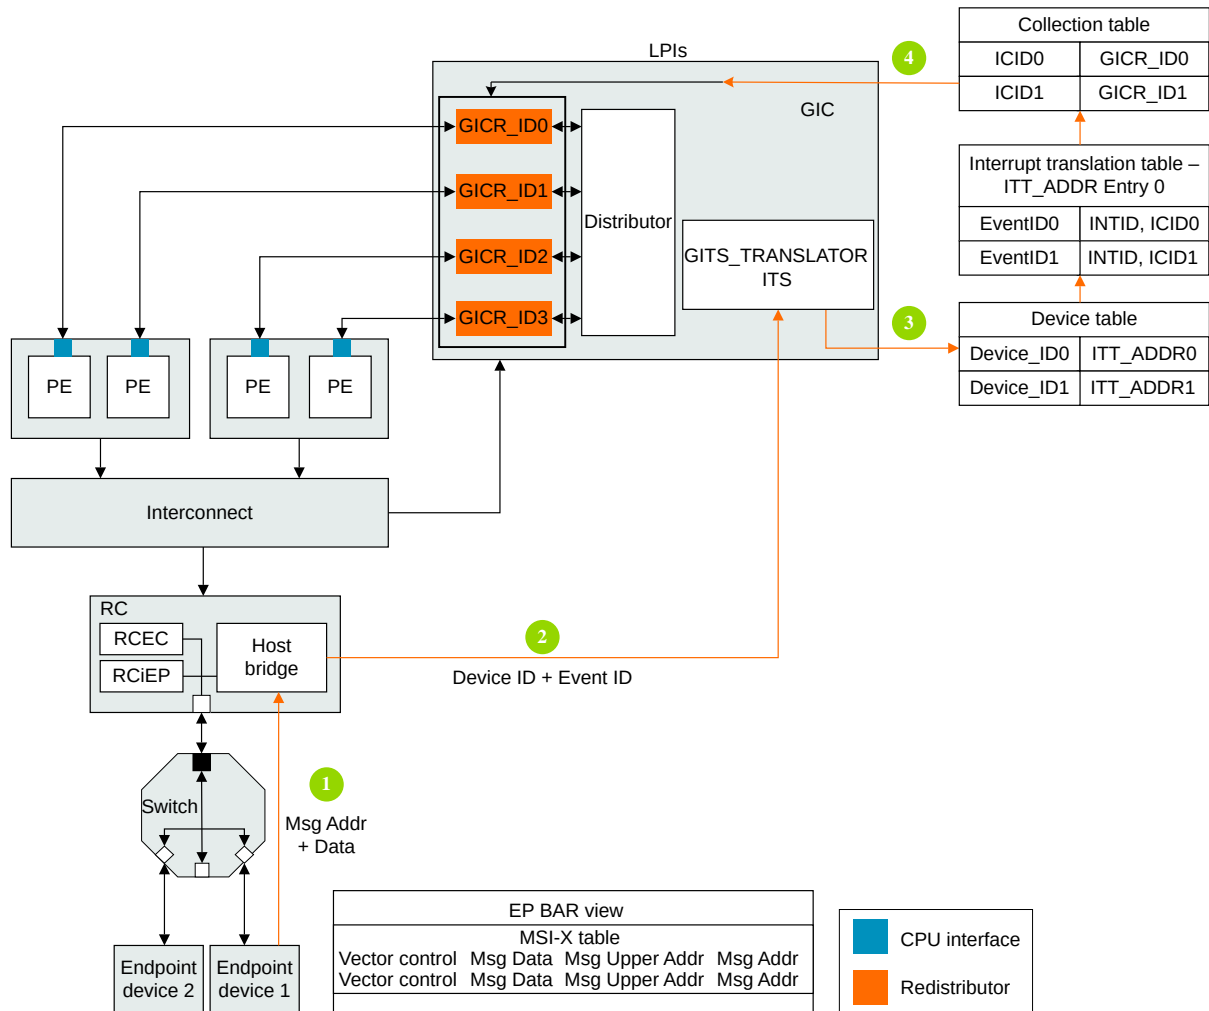 Collection table
ICID0 GICR_ID0
ICID1 GICR_ID1
4
LPIs
GIC
GICR_ID0
GICR_ID1
GICR_ID2
GICR_ID3
Distributor
GITS_TRANSLATOR
ITS
Interrupt translation table –
ITT_ADDR Entry 0
EventID0 INTID, ICID0
EventID1 INTID, ICID1
3
Device table
Device_ID0 ITT_ADDR0
Device_ID1 ITT_ADDR1
PE
PE
PE
PE
Interconnect
RC
RCEC
RCiEP
Host
bridge
2
Device ID + Event ID
1
Msg Addr
+ Data
Switch
Endpoint
device 2
Endpoint
device 1
EP BAR view
MSI-X table
Vector control Msg Data Msg Upper Addr Msg Addr
Vector control Msg Data Msg Upper Addr Msg Addr
CPU interface
Redistributor